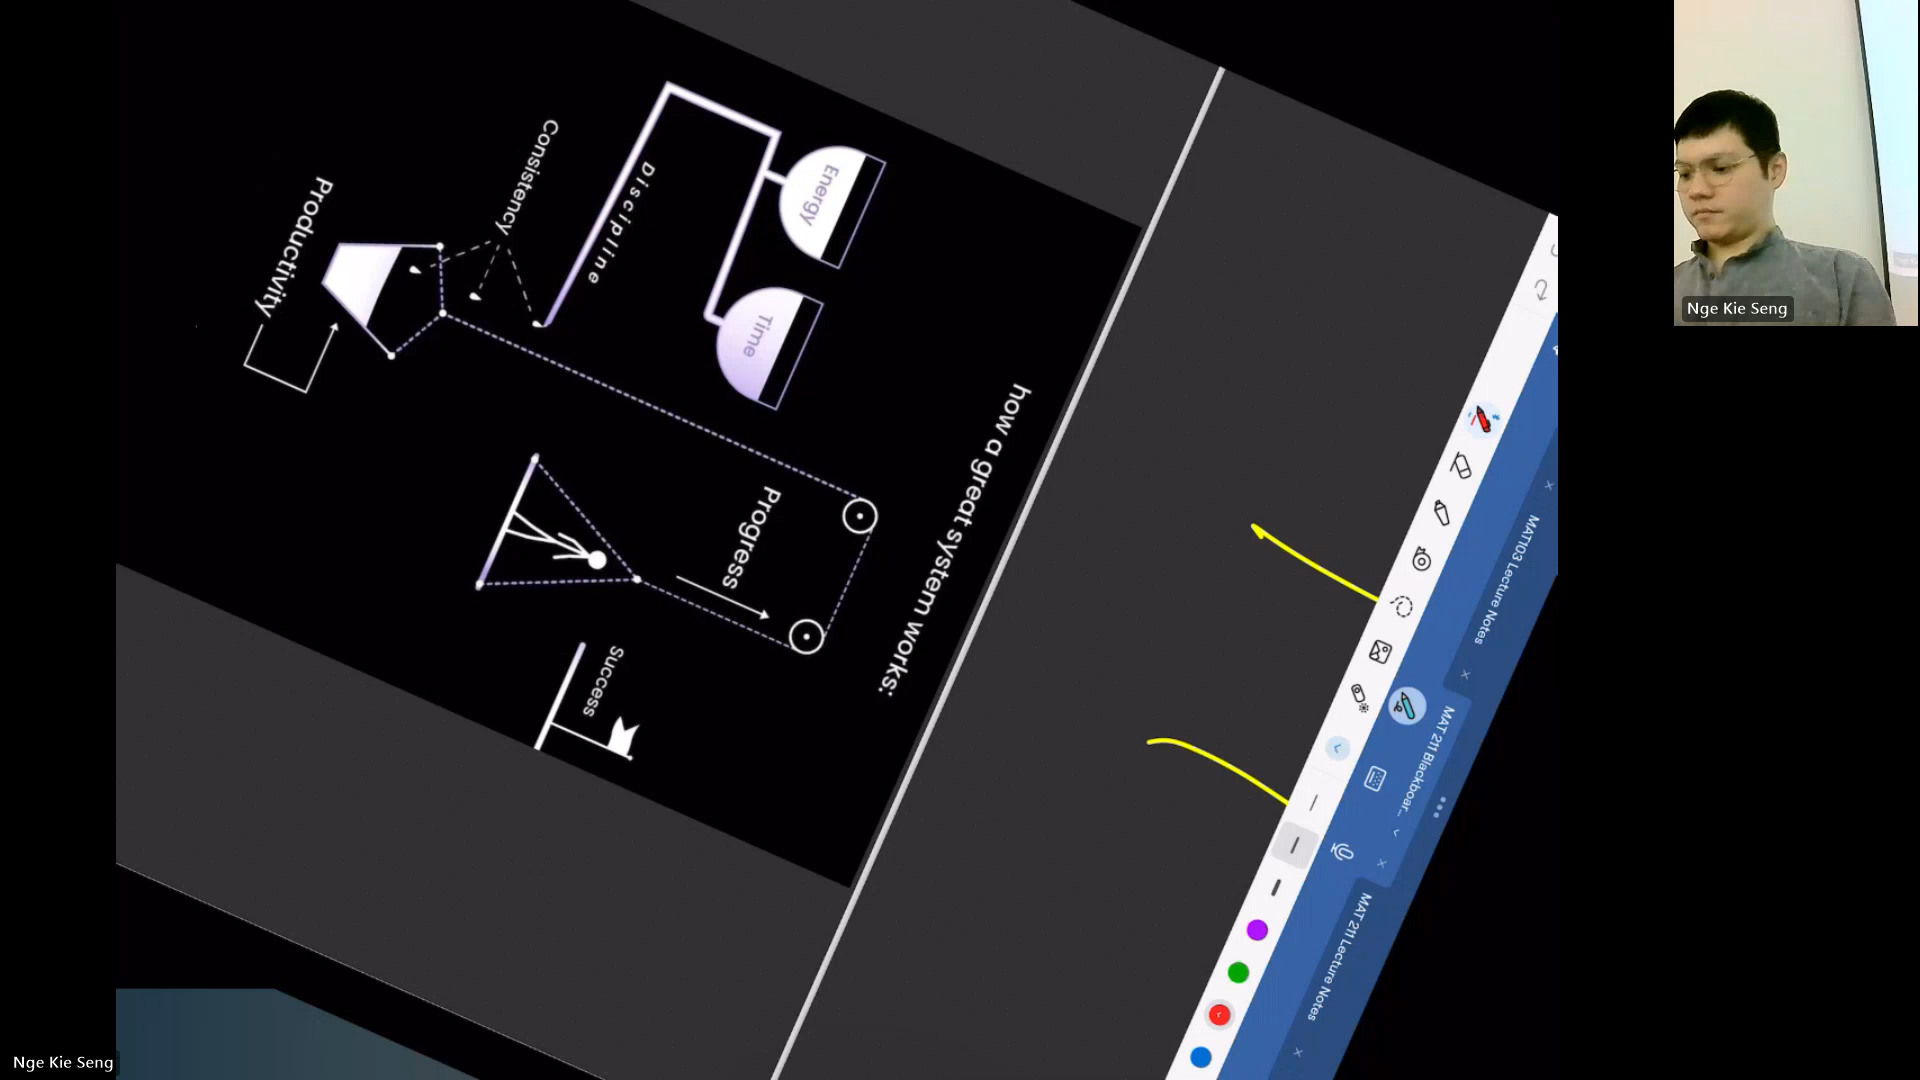 how a great system works:
Energy
Time
Discipline
Consistency
Productivity
Progress
Success
MAT103 Lecture Notes
MAT 211 Blackboar...
MAT 211 Lecture Notes
Nge Kie Seng
Nge Kie Seng